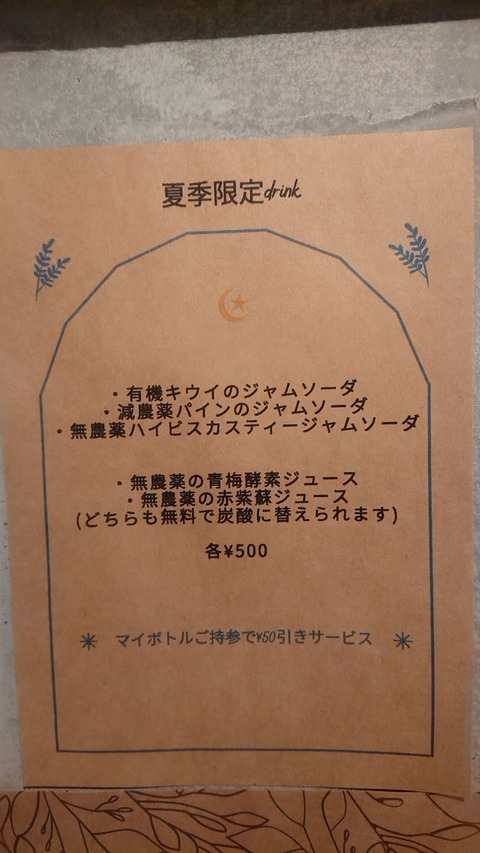 夏季限定drink
・有機キウイのジャムソーダ
・減農薬パインのジャムソーダ
・無農薬ハイビスカスティージャムソーダ
・無農薬の青梅酵素ジュース
・無農薬の赤紫蘇ジュース
(どちらも無料で炭酸に替えられます)
各¥500
マイボトルご持参で¥50引きサービス